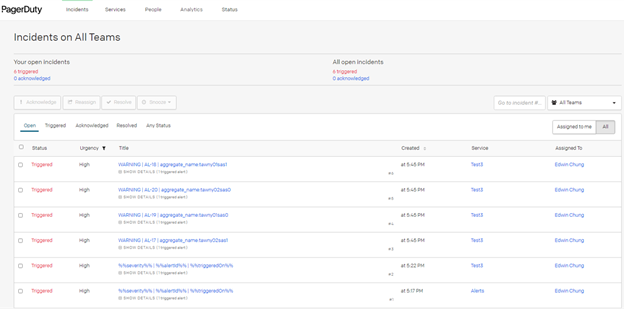 PagerDuty Incidents Services People Analytics Status
Incidents on All Teams
Your open incidents All open incidents
6 triggered 6 triggered
0 acknowledged 0 acknowledged
Acknowledge Reassign Resolve Snooze Go to incident #... All Teams
Open Triggered Acknowledged Resolved Any Status Assigned to me All
Status Urgency Title Created Service Assigned To
Triggered High WARNING | AL-18 | aggregate_name:tawny01sas1 at 5:45 PM Test3 Edwin Chung
SHOW DETAILS (1 triggered alert)
Triggered High WARNING | AL-20 | aggregate_name:tawny02sas0 at 5:45 PM Test3 Edwin Chung
SHOW DETAILS (1 triggered alert)
Triggered High WARNING | AL-19 | aggregate_name:tawny01sas0 at 5:45 PM Test3 Edwin Chung
SHOW DETAILS (1 triggered alert) #4
Triggered High WARNING | AL-17 | aggregate_name:tawny02sas1 at 5:45 PM Test3 Edwin Chung
SHOW DETAILS (1 triggered alert) #3
Triggered High %%severity%% | %%alertId%% | %%triggeredOn%% at 5:22 PM Test3 Edwin Chung
SHOW DETAILS (1 triggered alert) #2
Triggered High %%severity%% | %%alertId%% | %%triggeredOn%% at 5:17 PM Alerts Edwin Chung
SHOW DETAILS (1 triggered alert) #1